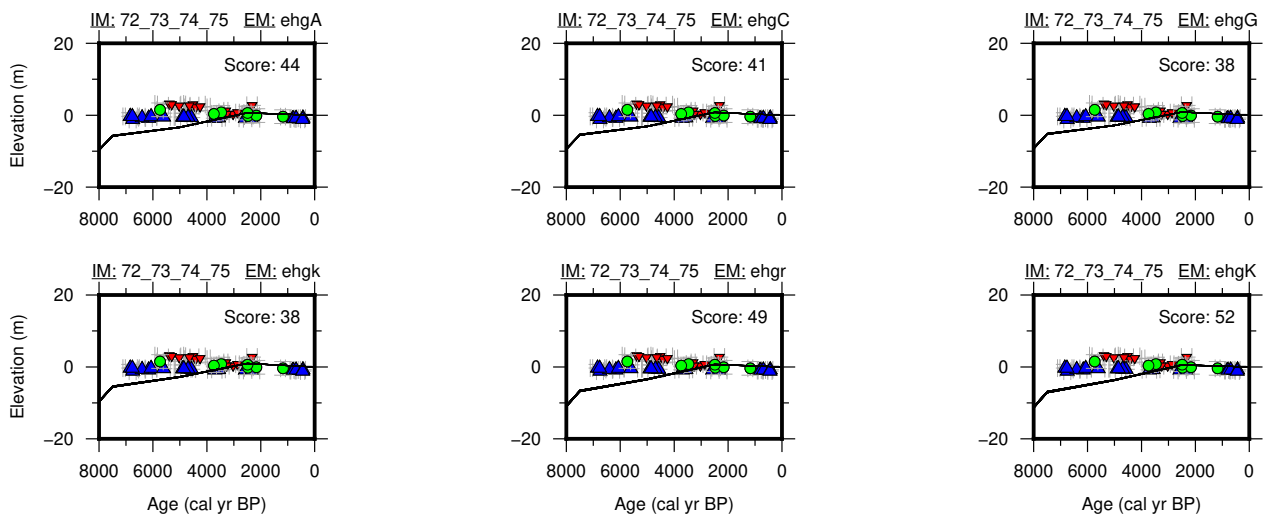 IM: 72_73_74_75 EM: ehgA
IM: 72_73_74_75 EM: ehgC
IM: 72_73_74_75 EM: ehgG
20
0
−20
Elevation (m)
Score: 44
8000 6000 4000 2000 0
20
0
−20
Score: 41
8000 6000 4000 2000 0
20
0
−20
Score: 38
8000 6000 4000 2000 0
IM: 72_73_74_75 EM: ehgk
IM: 72_73_74_75 EM: ehgr
IM: 72_73_74_75 EM: ehgK
20
0
−20
Elevation (m)
Score: 38
8000 6000 4000 2000 0
Age (cal yr BP)
20
0
−20
Score: 49
8000 6000 4000 2000 0
Age (cal yr BP)
20
0
−20
Score: 52
8000 6000 4000 2000 0
Age (cal yr BP)